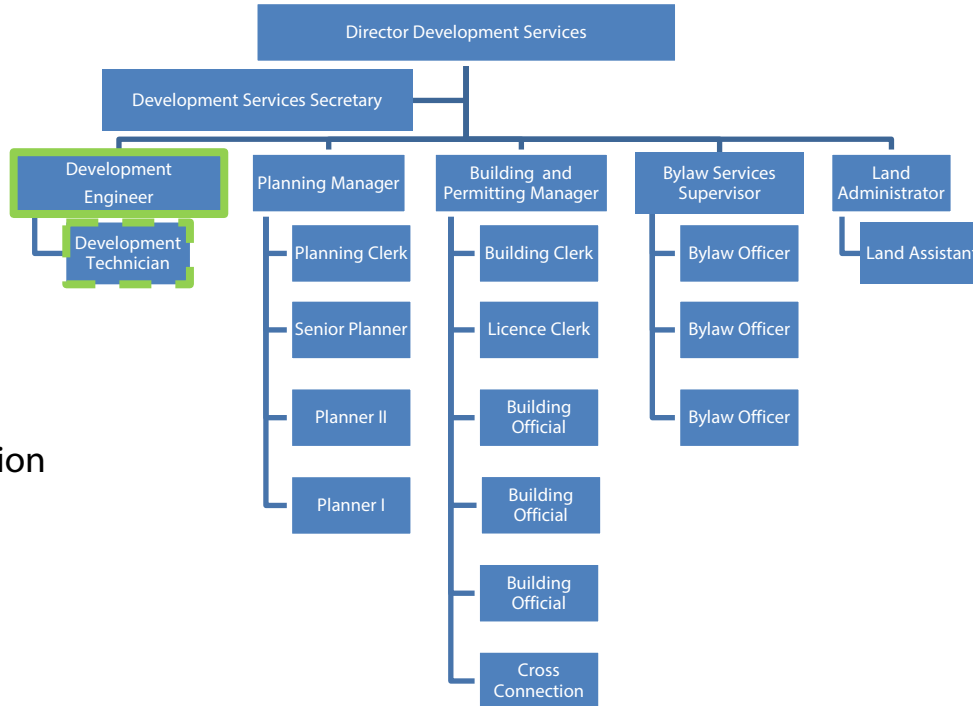 Director Development Services
Development Services Secretary
Development
Engineer
Development
Technician
Planning Manager
Planning Clerk
Senior Planner
Planner II
Planner I
Building and
Permitting Manager
Building Clerk
Licence Clerk
Building
Official
Building
Official
Building
Official
Cross
Connection
Bylaw Services
Supervisor
Bylaw Officer
Bylaw Officer
Bylaw Officer
Land
Administrator
Land Assistant
ion